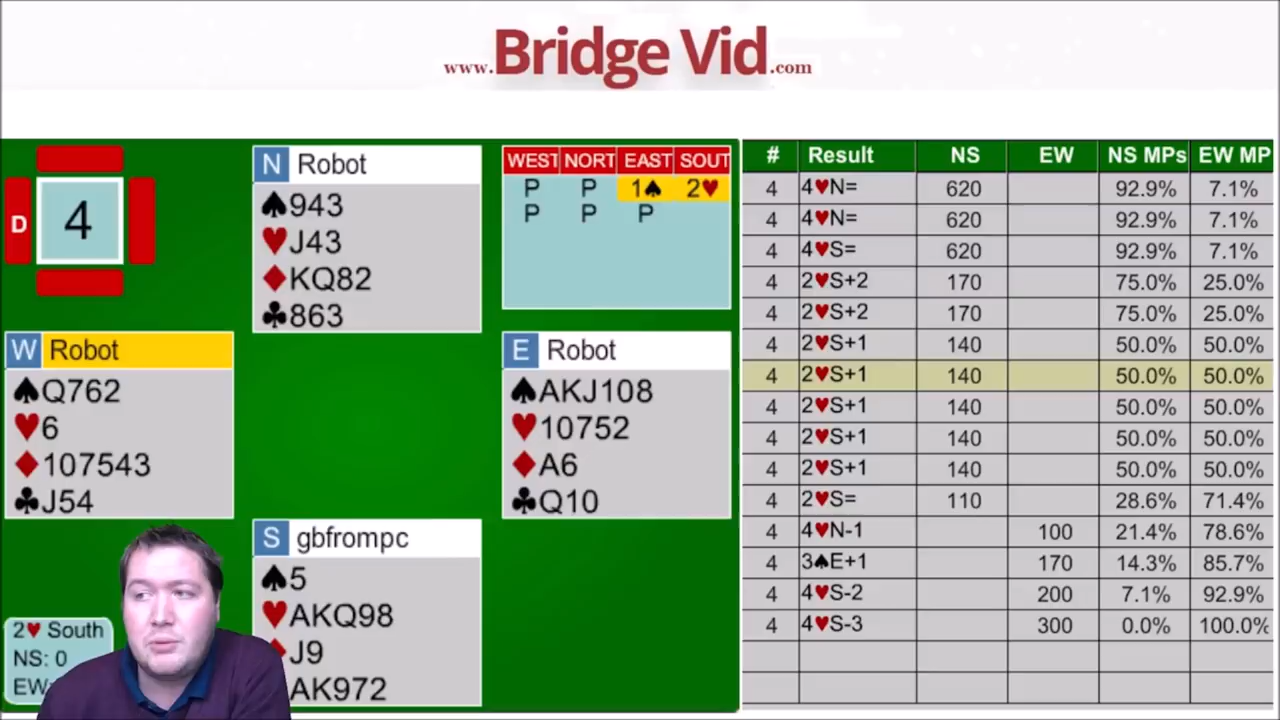 www.Bridge Vid.com
D
4
N Robot
♠943
♥J43
♦KQ82
♣863
WEST NORT EAST SOUT
P P 1♠ 2♥
P P P
W Robot
♠Q762
♥6
♦107543
♣J54
E Robot
♠AKJ108
♥10752
♦A6
♣Q10
S gbfrompc
♠5
♥AKQ98
♦J9
AK972
2♥ South
NS: 0
EW:
# Result NS EW NS MPs EW MP
4 4♥N= 620 92.9% 7.1%
4 4♥N= 620 92.9% 7.1%
4 4♥S= 620 92.9% 7.1%
4 2♥S+2 170 75.0% 25.0%
4 2♥S+2 170 75.0% 25.0%
4 2♥S+1 140 50.0% 50.0%
4 2♥S+1 140 50.0% 50.0%
4 2♥S+1 140 50.0% 50.0%
4 2♥S+1 140 50.0% 50.0%
4 2♥S+1 140 50.0% 50.0%
4 2♥S= 110 28.6% 71.4%
4 4♥N-1 100 21.4% 78.6%
4 3♠E+1 170 14.3% 85.7%
4 4♥S-2 200 7.1% 92.9%
4 4♥S-3 300 0.0% 100.0%